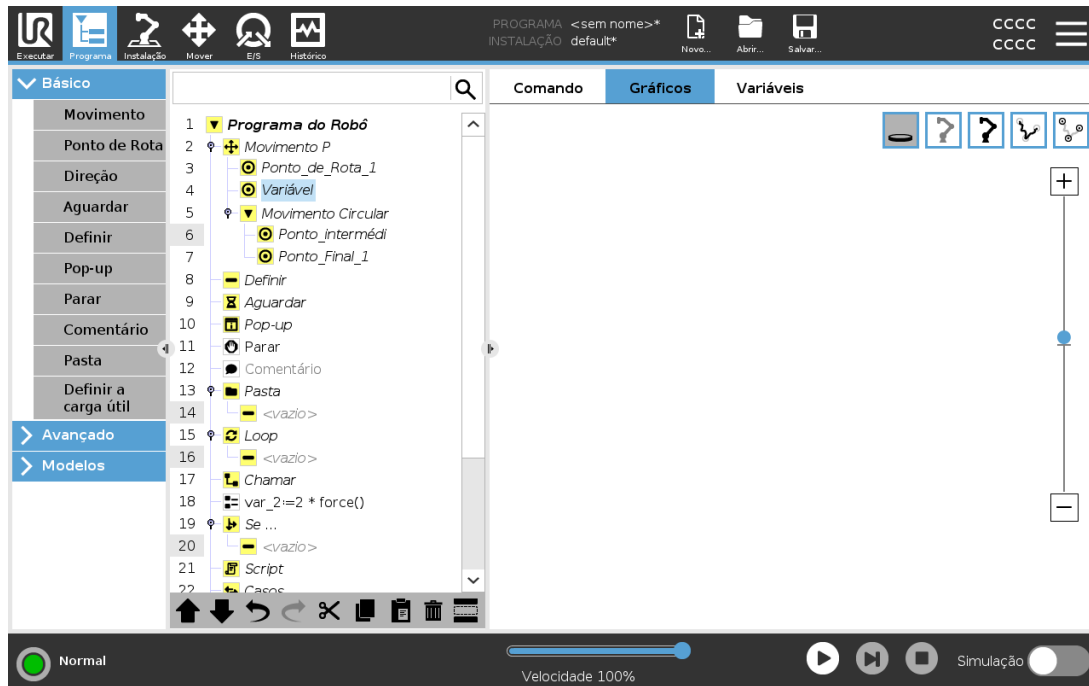 PROGRAMA <sem nome>*
INSTALAÇÃO default*
CCCC
CCCC
Executar Programa Instalação Mover E/S Histórico Novo... Abrir... Salvar...
Básico
Movimento
Ponto de Rota
Direção
Aguardar
Definir
Pop-up
Parar
Comentário
Pasta
Definir a
carga útil
Avançado
Modelos
1 Programa do Robô
2 Movimento P
3 Ponto_de_Rota_1
4 Variável
5 Movimento Circular
6 Ponto_intermédi
7 Ponto_Final_1
8 Definir
9 Aguardar
10 Pop-up
11 Parar
12 Comentário
13 Pasta
14 <vazio>
15 Loop
16 <vazio>
17 Chamar
18 var_2:=2 * force()
19 Se ...
20 <vazio>
21 Script
22 Casos
Comando Gráficos Variáveis
Normal
Velocidade 100%
Simulação